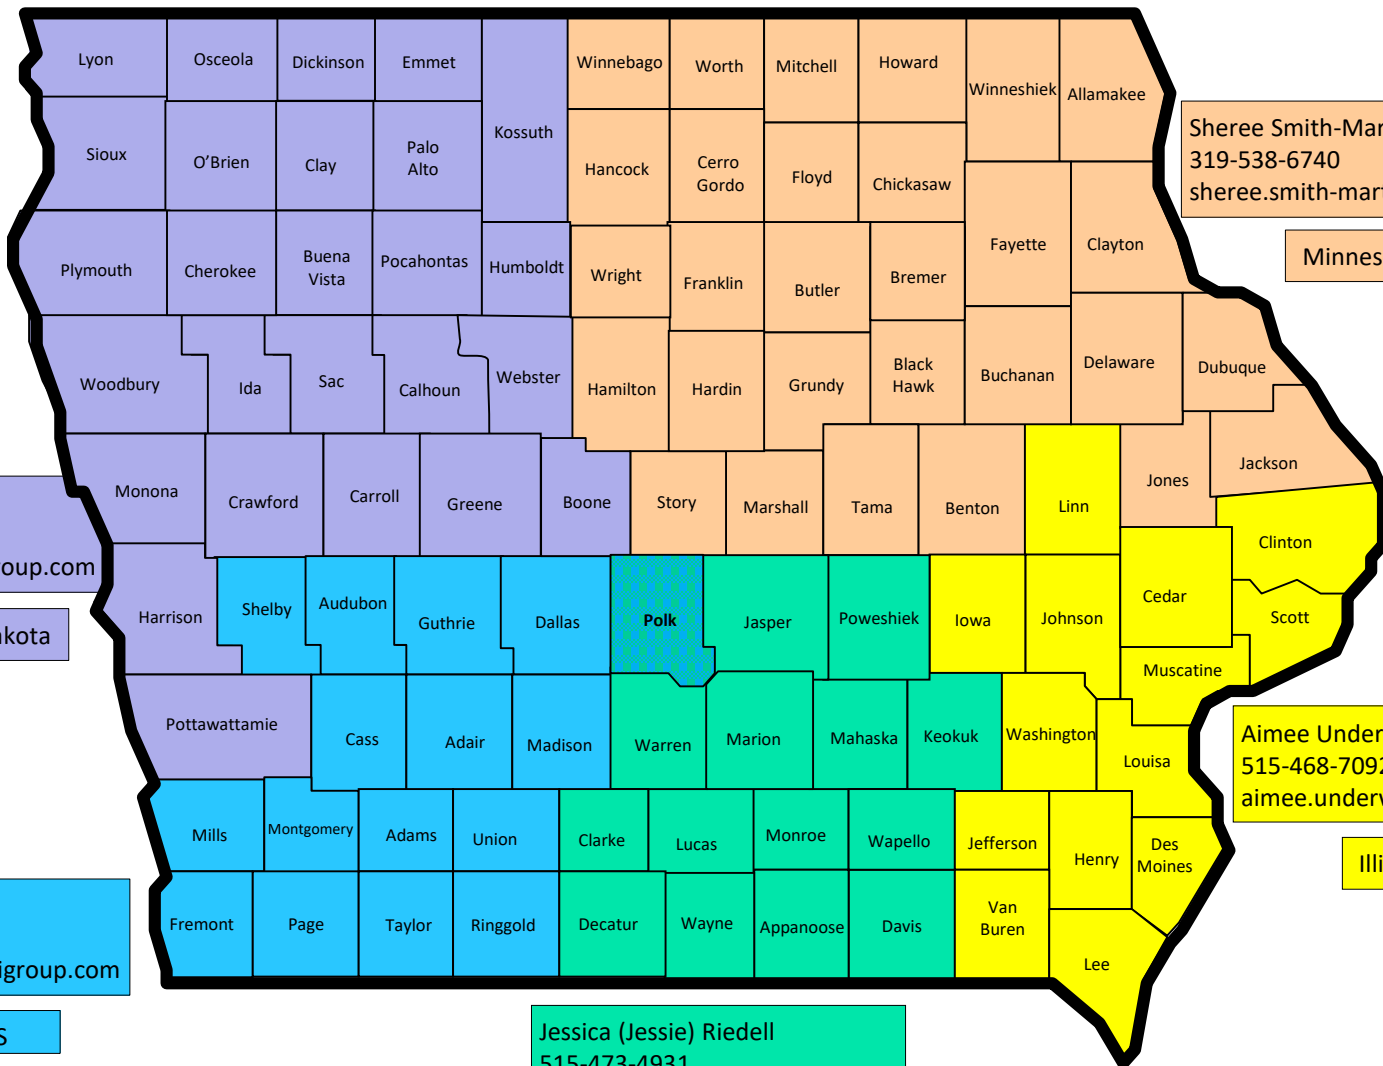 Lyon
Osceola
Dickinson
Emmet
Kossuth
Winnebago
Worth
Mitchell
Howard
Winneshiek
Allamakee
Sioux
O’Brien
Clay
Palo
Alto
Hancock
Cerro
Gordo
Floyd
Chickasaw
Fayette
Clayton
Plymouth
Cherokee
Buena
Vista
Pocahontas
Humboldt
Wright
Franklin
Butler
Bremer
Woodbury
Ida
Sac
Calhoun
Webster
Hamilton
Hardin
Grundy
Black
Hawk
Buchanan
Delaware
Dubuque
Monona
Crawford
Carroll
Greene
Boone
Story
Marshall
Tama
Benton
Linn
Jones
Jackson
Clinton
Harrison
Shelby
Audubon
Guthrie
Dallas
Polk
Jasper
Poweshiek
Iowa
Johnson
Cedar
Scott
Muscatine
Pottawattamie
Cass
Adair
Madison
Warren
Marion
Mahaska
Keokuk
Washington
Louisa
Mills
Montgomery
Adams
Union
Clarke
Lucas
Monroe
Wapello
Jefferson
Henry
Des
Moines
Fremont
Page
Taylor
Ringgold
Decatur
Wayne
Appanoose
Davis
Van
Buren
Lee
Sheree Smith-Mar
319-538-6740
sheree.smith-mar
Minnes
oup.com
kota
Aimee Under
515-468-709
aimee.under
Illi
igroup.com
S
Jessica (Jessie) Riedell
515-473-4931